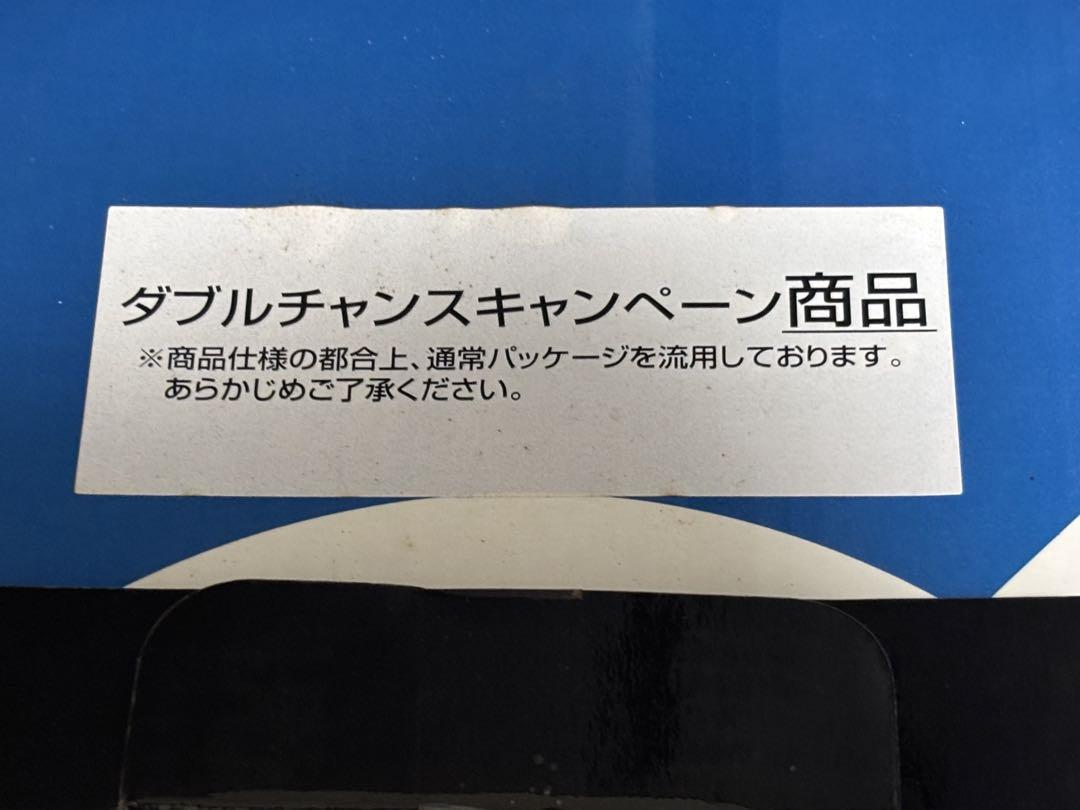 ダブルチャンスキャンペーン商品
※商品仕様の都合上、通常パッケージを流用しております。
あらかじめご了承ください。